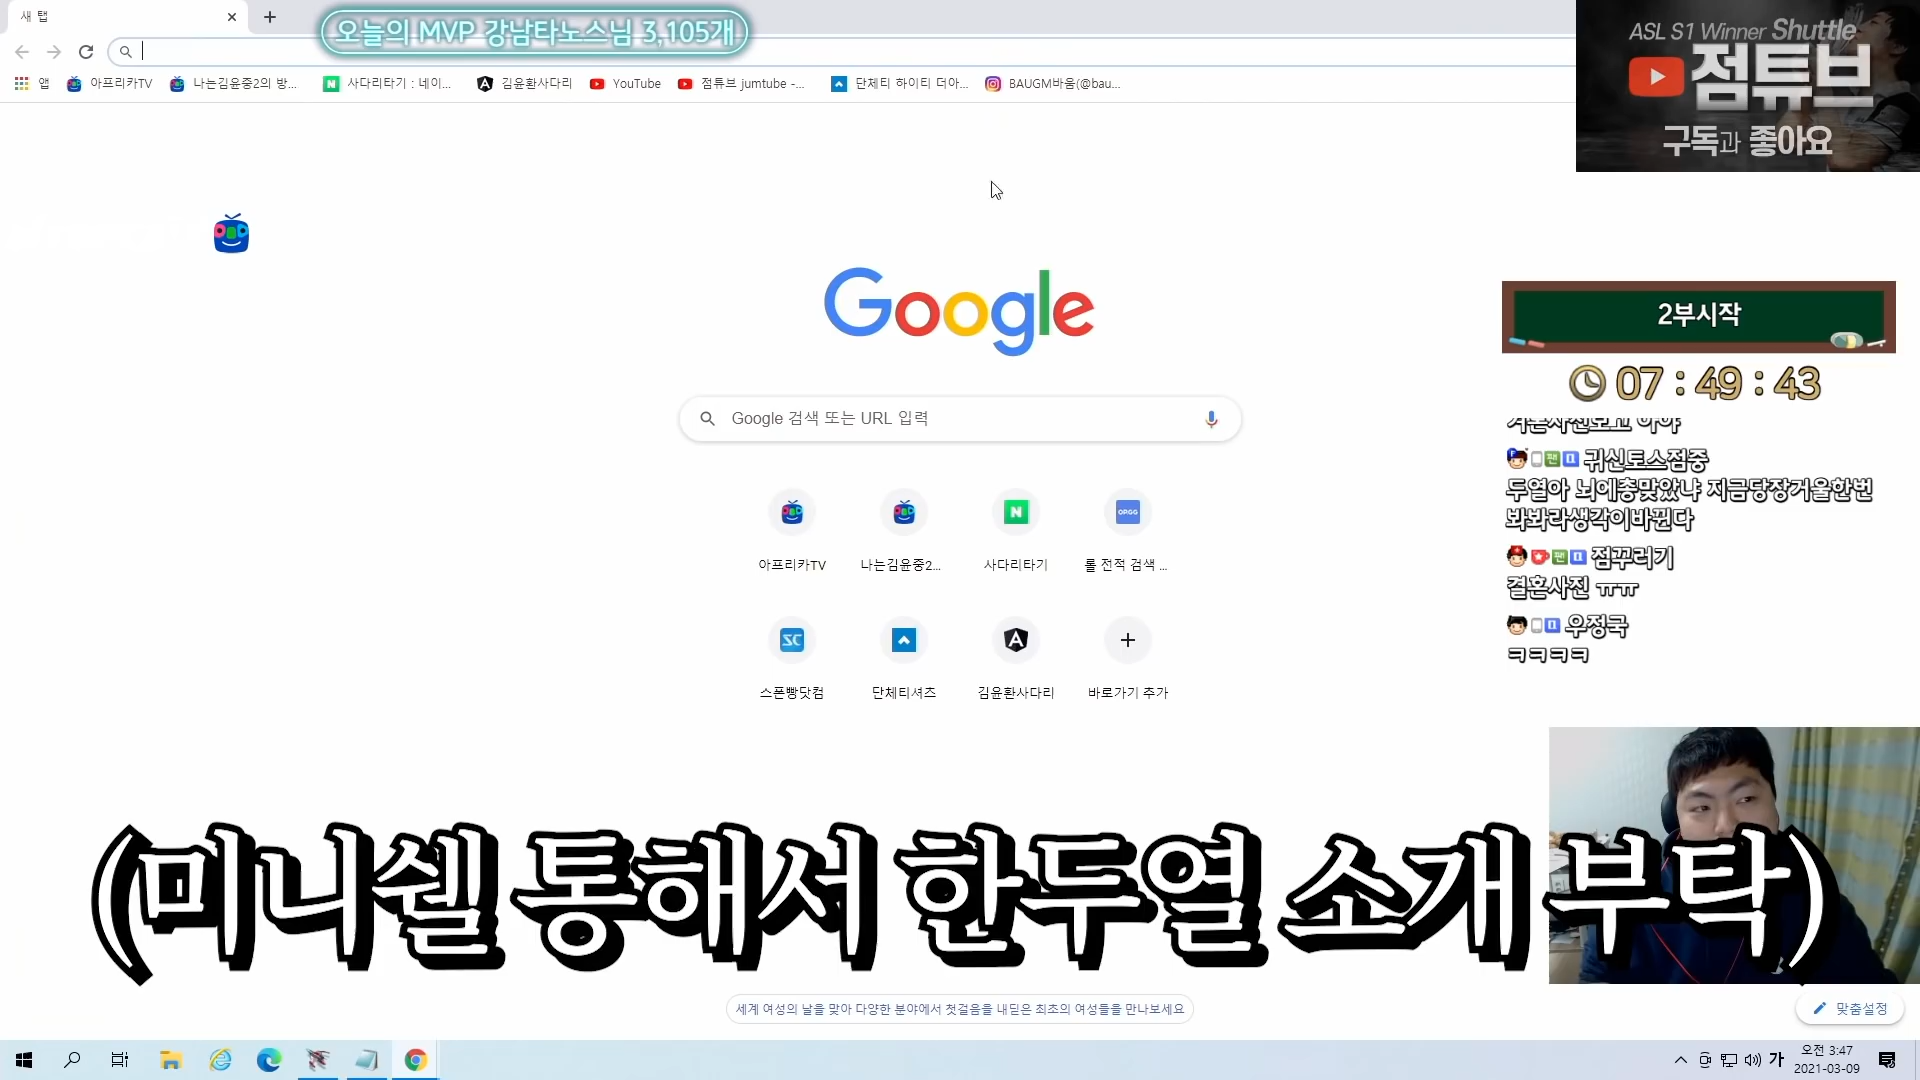 새 탭
오늘의 MVP 강남타노스님 3,105개
앱
아프리카TV
나는김윤중2의 방...
사다리타기 : 네이...
김윤환사다리
YouTube
점튜브 jumtube -...
단체티 하이티 더아...
BAUGM바움(@bau...
ASL S1 Winner Shuttle
점튜브
구독과 좋아요
Google
Google 검색 또는 URL 입력
아프리카TV
나는김윤중2...
사다리타기
롤 전적 검색 ...
스폰빵닷컴
단체티셔츠
김윤환사다리
바로가기 추가
2부시작
07 : 49 : 43
귀신토스점중
두열아 뇌에총맞았냐 지금당장거울한번
봐봐라생각이바뀐다
점꾸러기
결혼사진 ㅠㅠ
우정국
ㅋㅋㅋㅋ
(미니쉘 통해서 한두열 소개 부탁)
세계 여성의 날을 맞아 다양한 분야에서 첫걸음을 내딛은 최초의 여성들을 만나보세요
맞춤설정
가
오전 3:47
2021-03-09